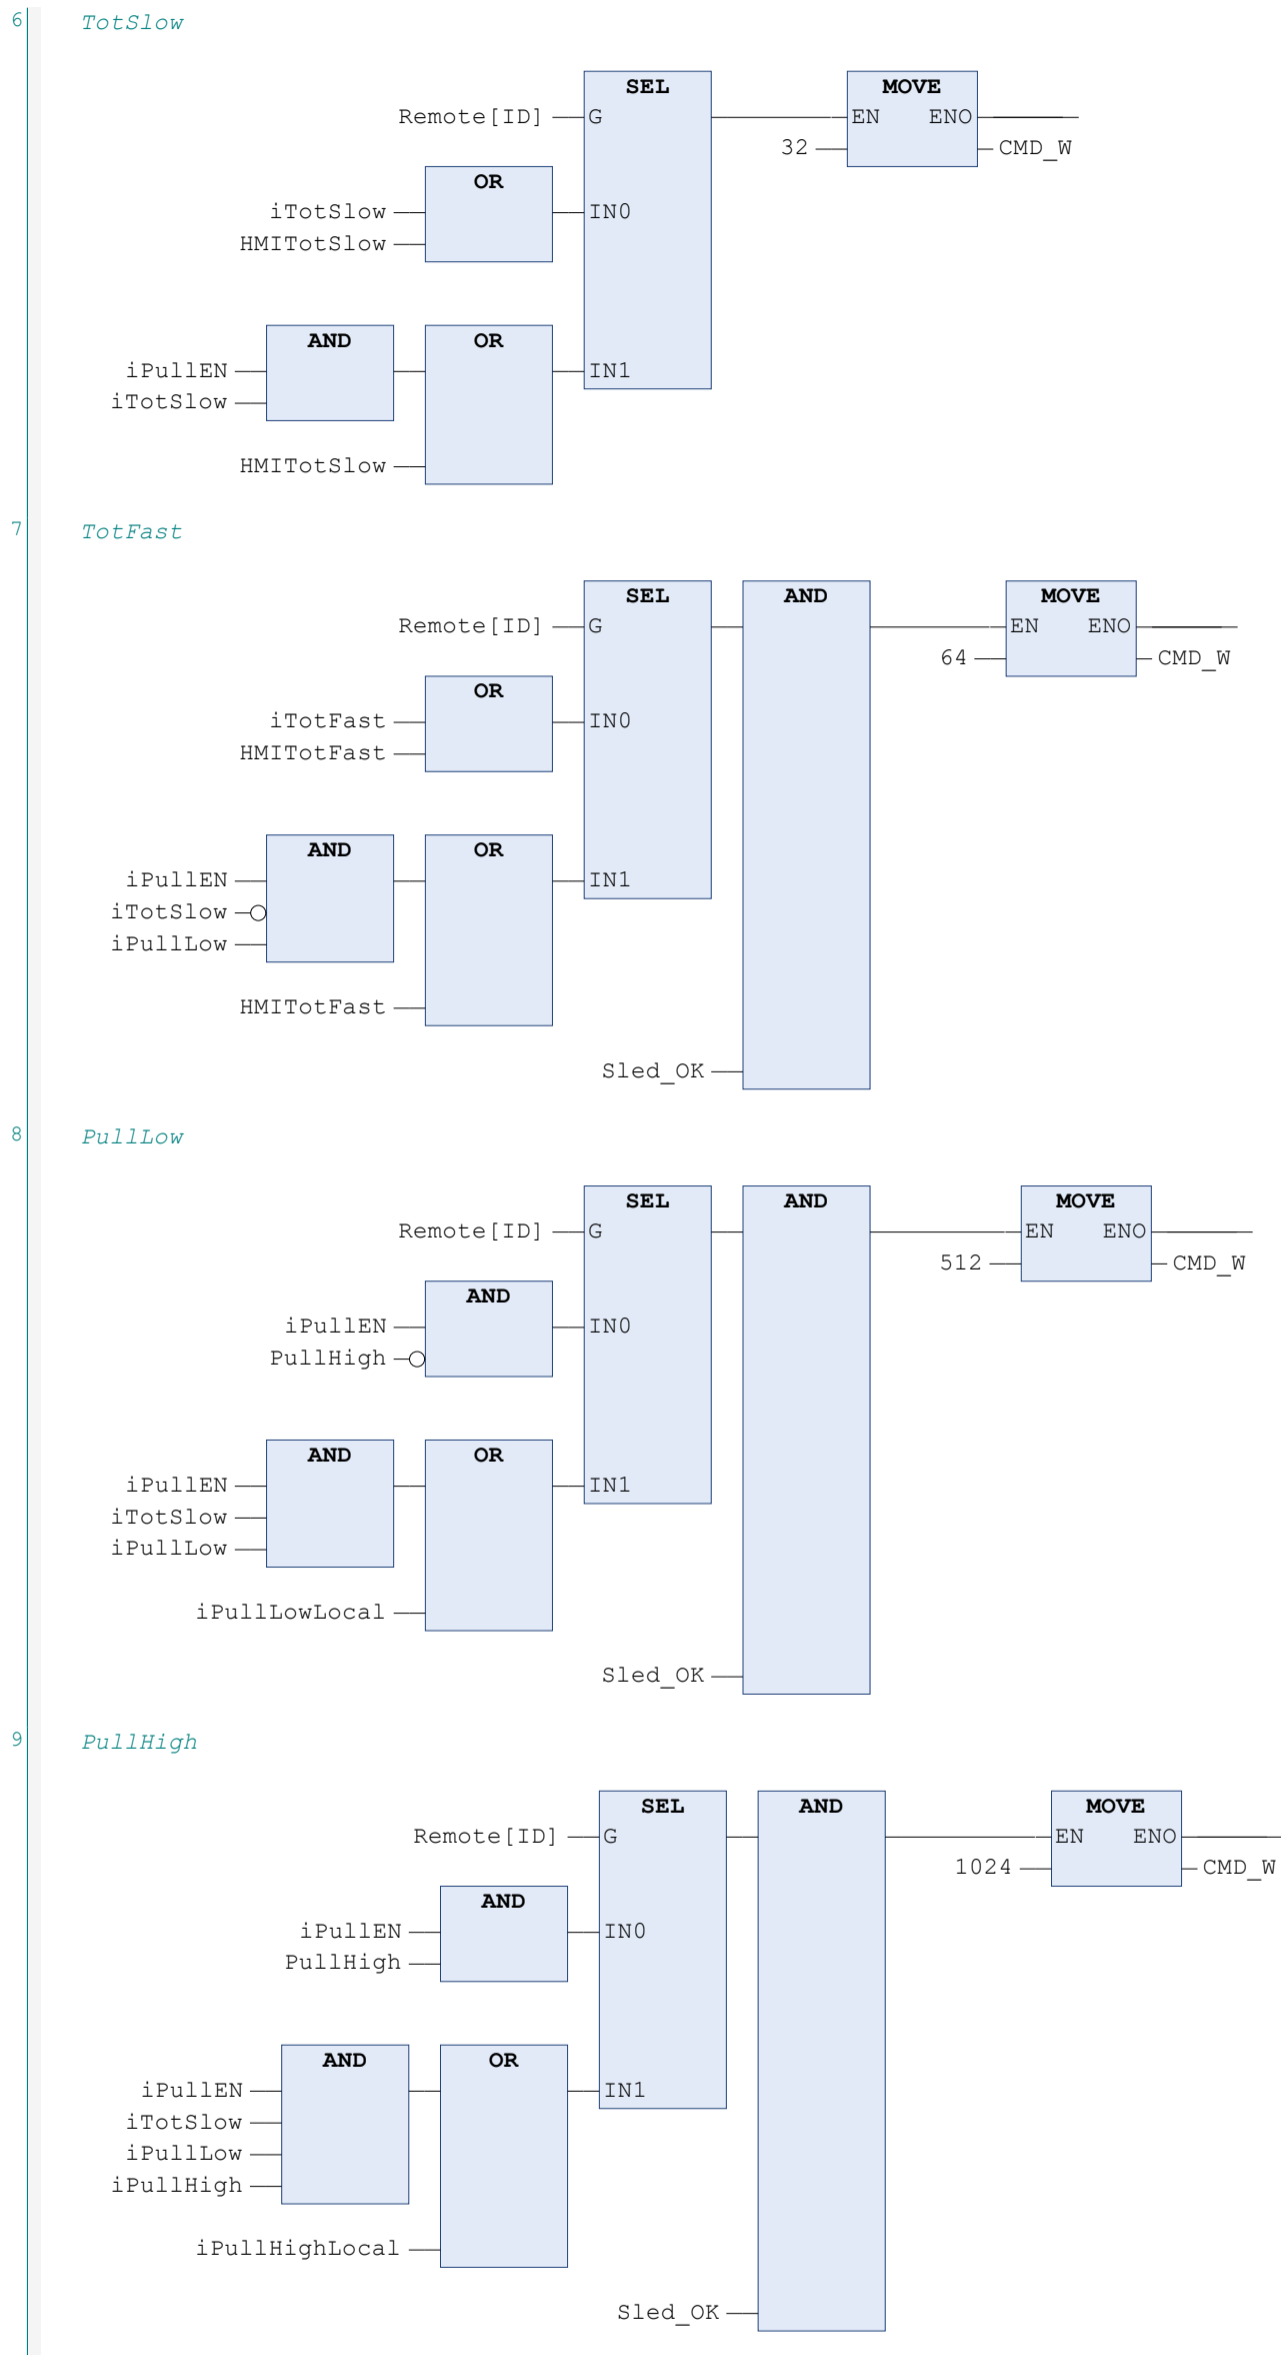 6 TotSlow
SEL MOVE
Remote[ID] G EN ENO
32 CMD_W
OR
iTotSlow IN0
HMITotSlow
AND OR
iPullEN IN1
iTotSlow
HMITotSlow
7 TotFast
SEL AND MOVE
Remote[ID] G EN ENO
64 CMD_W
OR
iTotFast IN0
HMITotFast
AND OR
iPullEN IN1
iTotSlow
iPullLow
HMITotFast
Sled_OK
8 PullLow
SEL AND MOVE
Remote[ID] G EN ENO
512 CMD_W
AND
iPullEN IN0
PullHigh
AND OR
iPullEN IN1
iTotSlow
iPullLow
iPullLowLocal
Sled_OK
9 PullHigh
SEL AND MOVE
Remote[ID] G EN ENO
1024 CMD_W
AND
iPullEN IN0
PullHigh
AND OR
iPullEN IN1
iTotSlow
iPullLow
iPullHigh
iPullHighLocal
Sled_OK